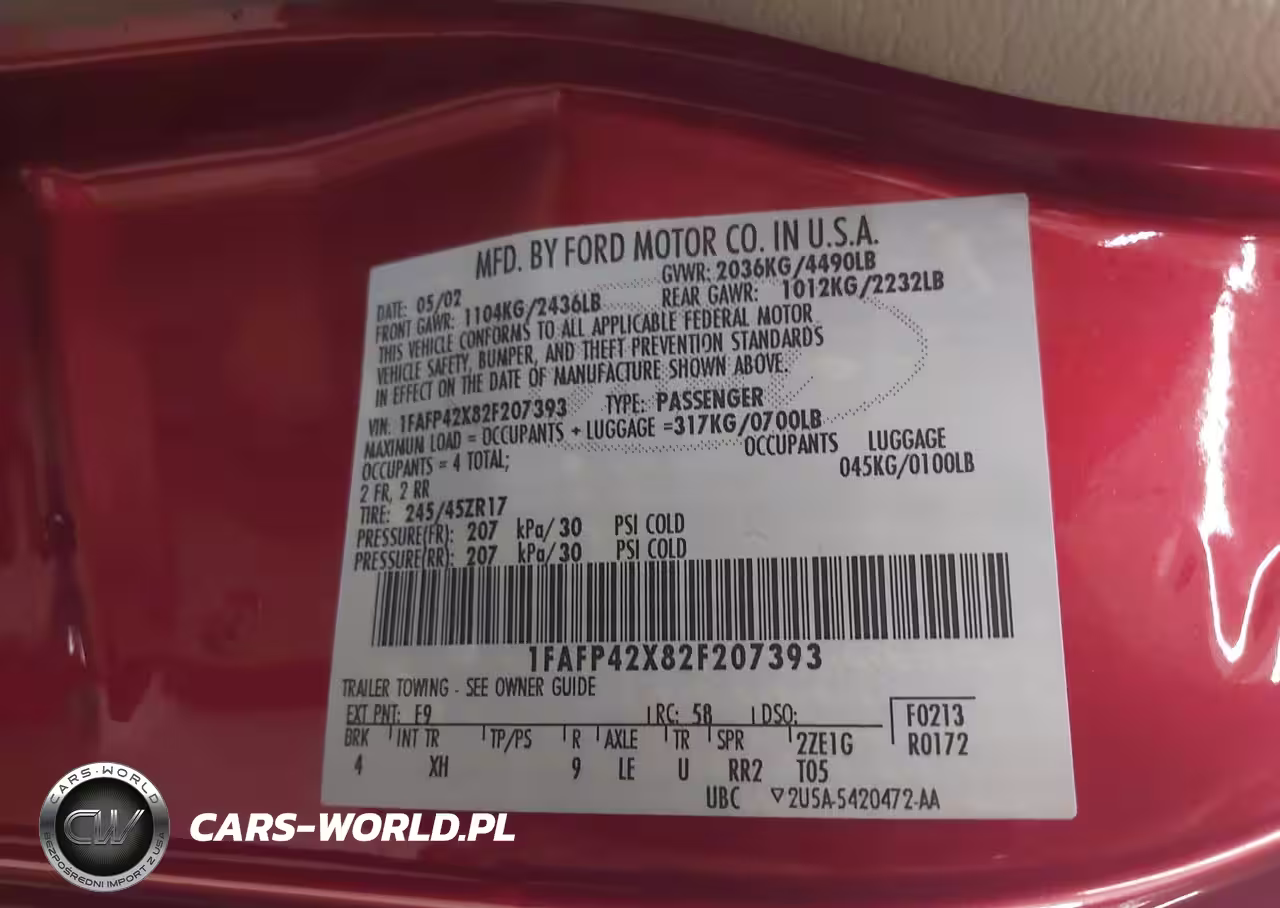 MFD. BY FORD MOTOR CO. IN U.S.A.
DATE: 05/02 GVWR: 2036KG/4490LB
FRONT GAWR: 1104KG/2436LB REAR GAWR: 1012KG/2232LB
THIS VEHICLE CONFORMS TO ALL APPLICABLE FEDERAL MOTOR
VEHICLE SAFETY, BUMPER, AND THEFT PREVENTION STANDARDS
IN EFFECT ON THE DATE OF MANUFACTURE SHOWN ABOVE.
VIN: 1FAFP42X82F207393 TYPE: PASSENGER
MAXIMUM LOAD = OCCUPANTS + LUGGAGE =317KG/0700LB
OCCUPANTS = 4 TOTAL; OCCUPANTS LUGGAGE
2 FR, 2 RR 045KG/0100LB
TIRE: 245/45ZR17
PRESSURE(FR): 207 kPa/ 30 PSI COLD
PRESSURE(RR): 207 kPa/ 30 PSI COLD
1FAFP42X82F207393
TRAILER TOWING - SEE OWNER GUIDE
EXT PNT: E9 RC: 58 DSO: F0213
BRK INT TR TP/PS R AXLE TR SPR 2ZE1G R0172
4 XH 9 LE U RR2 T05
UBC ▽2U5A-5420472-AA
CARS-WORLD
CW
BEZPOŚREDNI IMPORT Z USA
CARS-WORLD.PL